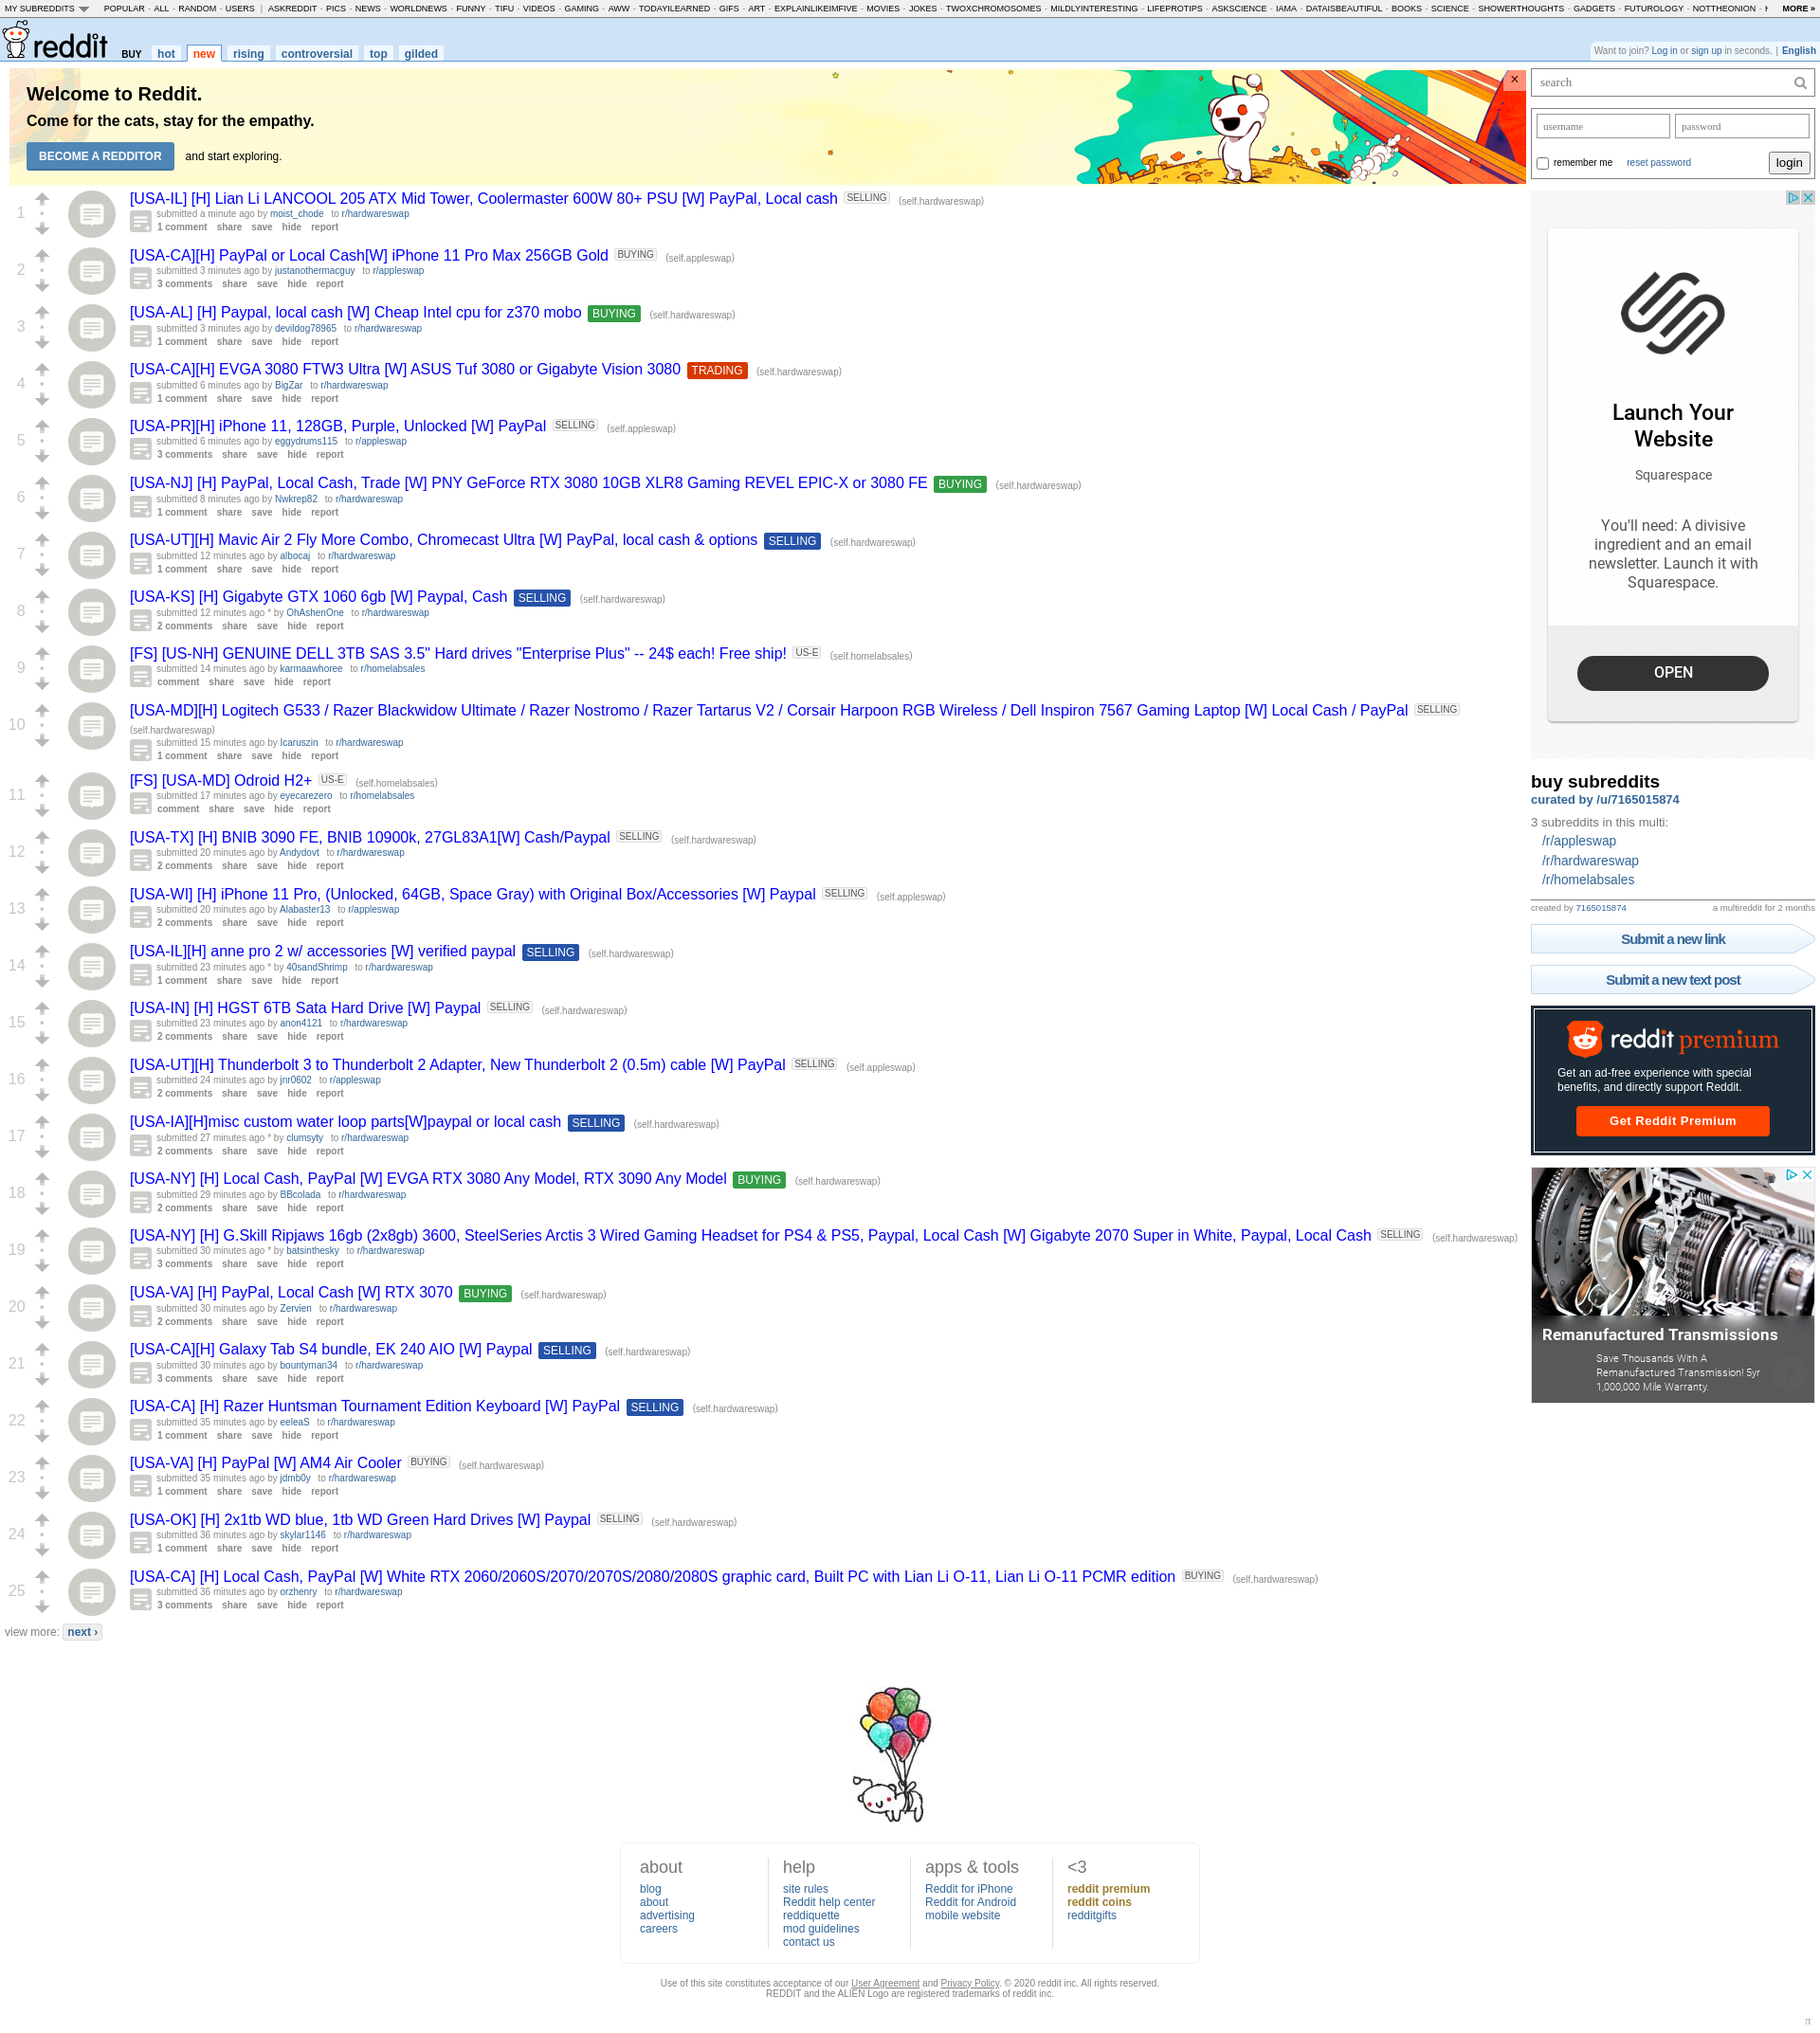 MY SUBREDDITS POPULAR - ALL - RANDOM - USERS | ASKREDDIT - PICS - NEWS - WORLDNEWS - FUNNY - TIFU - VIDEOS - GAMING - AWW - TODAYILEARNED - GIFS - ART - EXPLAINLIKEIMFIVE - MOVIES - JOKES - TWOXCHROMOSOMES - MILDLYINTERESTING - LIFEPROTIPS - ASKSCIENCE - IAMA - DATAISBEAUTIFUL - BOOKS - SCIENCE - SHOWERTHOUGHTS - GADGETS - FUTUROLOGY - NOTTHEONION - MORE »
reddit BUY hot new rising controversial top gilded
Want to join? Log in or sign up in seconds. | English
Welcome to Reddit.
Come for the cats, stay for the empathy.
BECOME A REDDITOR and start exploring.
×
1
[USA-IL] [H] Lian Li LANCOOL 205 ATX Mid Tower, Coolermaster 600W 80+ PSU [W] PayPal, Local cash SELLING (self.hardwareswap)
submitted a minute ago by moist_chode to r/hardwareswap
1 comment share save hide report
2
[USA-CA][H] PayPal or Local Cash[W] iPhone 11 Pro Max 256GB Gold BUYING (self.appleswap)
submitted 3 minutes ago by justanothermacguy to r/appleswap
3 comments share save hide report
3
[USA-AL] [H] Paypal, local cash [W] Cheap Intel cpu for z370 mobo BUYING (self.hardwareswap)
submitted 3 minutes ago by devildog78965 to r/hardwareswap
1 comment share save hide report
4
[USA-CA][H] EVGA 3080 FTW3 Ultra [W] ASUS Tuf 3080 or Gigabyte Vision 3080 TRADING (self.hardwareswap)
submitted 6 minutes ago by BigZar to r/hardwareswap
1 comment share save hide report
5
[USA-PR][H] iPhone 11, 128GB, Purple, Unlocked [W] PayPal SELLING (self.appleswap)
submitted 6 minutes ago by eggydrums115 to r/appleswap
3 comments share save hide report
6
[USA-NJ] [H] PayPal, Local Cash, Trade [W] PNY GeForce RTX 3080 10GB XLR8 Gaming REVEL EPIC-X or 3080 FE BUYING (self.hardwareswap)
submitted 8 minutes ago by Nwkrep82 to r/hardwareswap
1 comment share save hide report
7
[USA-UT][H] Mavic Air 2 Fly More Combo, Chromecast Ultra [W] PayPal, local cash & options SELLING (self.hardwareswap)
submitted 12 minutes ago by albocaj to r/hardwareswap
1 comment share save hide report
8
[USA-KS] [H] Gigabyte GTX 1060 6gb [W] Paypal, Cash SELLING (self.hardwareswap)
submitted 12 minutes ago * by OhAshenOne to r/hardwareswap
2 comments share save hide report
9
[FS] [US-NH] GENUINE DELL 3TB SAS 3.5" Hard drives "Enterprise Plus" -- 24$ each! Free ship! US-E (self.homelabsales)
submitted 14 minutes ago by karmaawhoree to r/homelabsales
comment share save hide report
10
[USA-MD][H] Logitech G533 / Razer Blackwidow Ultimate / Razer Nostromo / Razer Tartarus V2 / Corsair Harpoon RGB Wireless / Dell Inspiron 7567 Gaming Laptop [W] Local Cash / PayPal SELLING
(self.hardwareswap)
submitted 15 minutes ago by Icaruszin to r/hardwareswap
1 comment share save hide report
11
[FS] [USA-MD] Odroid H2+ US-E (self.homelabsales)
submitted 17 minutes ago by eyecarezero to r/homelabsales
comment share save hide report
12
[USA-TX] [H] BNIB 3090 FE, BNIB 10900k, 27GL83A1[W] Cash/Paypal SELLING (self.hardwareswap)
submitted 20 minutes ago by Andydovt to r/hardwareswap
2 comments share save hide report
13
[USA-WI] [H] iPhone 11 Pro, (Unlocked, 64GB, Space Gray) with Original Box/Accessories [W] Paypal SELLING (self.appleswap)
submitted 20 minutes ago by Alabaster13 to r/appleswap
2 comments share save hide report
14
[USA-IL][H] anne pro 2 w/ accessories [W] verified paypal SELLING (self.hardwareswap)
submitted 23 minutes ago * by 40sandShrimp to r/hardwareswap
1 comment share save hide report
15
[USA-IN] [H] HGST 6TB Sata Hard Drive [W] Paypal SELLING (self.hardwareswap)
submitted 23 minutes ago by anon4121 to r/hardwareswap
2 comments share save hide report
16
[USA-UT][H] Thunderbolt 3 to Thunderbolt 2 Adapter, New Thunderbolt 2 (0.5m) cable [W] PayPal SELLING (self.appleswap)
submitted 24 minutes ago by jnr0602 to r/appleswap
2 comments share save hide report
17
[USA-IA][H]misc custom water loop parts[W]paypal or local cash SELLING (self.hardwareswap)
submitted 27 minutes ago * by clumsyty to r/hardwareswap
2 comments share save hide report
18
[USA-NY] [H] Local Cash, PayPal [W] EVGA RTX 3080 Any Model, RTX 3090 Any Model BUYING (self.hardwareswap)
submitted 29 minutes ago by BBcolada to r/hardwareswap
2 comments share save hide report
19
[USA-NY] [H] G.Skill Ripjaws 16gb (2x8gb) 3600, SteelSeries Arctis 3 Wired Gaming Headset for PS4 & PS5, Paypal, Local Cash [W] Gigabyte 2070 Super in White, Paypal, Local Cash SELLING (self.hardwareswap)
submitted 30 minutes ago * by batsinthesky to r/hardwareswap
3 comments share save hide report
20
[USA-VA] [H] PayPal, Local Cash [W] RTX 3070 BUYING (self.hardwareswap)
submitted 30 minutes ago by Zervien to r/hardwareswap
2 comments share save hide report
21
[USA-CA][H] Galaxy Tab S4 bundle, EK 240 AIO [W] Paypal SELLING (self.hardwareswap)
submitted 30 minutes ago by bountyman34 to r/hardwareswap
3 comments share save hide report
22
[USA-CA] [H] Razer Huntsman Tournament Edition Keyboard [W] PayPal SELLING (self.hardwareswap)
submitted 35 minutes ago by eeleaS to r/hardwareswap
1 comment share save hide report
23
[USA-VA] [H] PayPal [W] AM4 Air Cooler BUYING (self.hardwareswap)
submitted 35 minutes ago by jdmb0y to r/hardwareswap
1 comment share save hide report
24
[USA-OK] [H] 2x1tb WD blue, 1tb WD Green Hard Drives [W] Paypal SELLING (self.hardwareswap)
submitted 36 minutes ago by skylar1146 to r/hardwareswap
1 comment share save hide report
25
[USA-CA] [H] Local Cash, PayPal [W] White RTX 2060/2060S/2070/2070S/2080/2080S graphic card, Built PC with Lian Li O-11, Lian Li O-11 PCMR edition BUYING (self.hardwareswap)
submitted 36 minutes ago by orzhenry to r/hardwareswap
3 comments share save hide report
view more: next ›
search
username password
remember me reset password login
Launch Your
Website
Squarespace
You'll need: A divisive
ingredient and an email
newsletter. Launch it with
Squarespace.
OPEN
buy subreddits
curated by /u/7165015874
3 subreddits in this multi:
/r/appleswap
/r/hardwareswap
/r/homelabsales
created by 7165015874 a multireddit for 2 months
Submit a new link
Submit a new text post
reddit premium
Get an ad-free experience with special
benefits, and directly support Reddit.
Get Reddit Premium
Remanufactured Transmissions
Save Thousands With A
Remanufactured Transmission! 5yr
1,000,000 Mile Warranty.
about
blog
about
advertising
careers
help
site rules
Reddit help center
reddiquette
mod guidelines
contact us
apps & tools
Reddit for iPhone
Reddit for Android
mobile website
<3
reddit premium
reddit coins
redditgifts
Use of this site constitutes acceptance of our User Agreement and Privacy Policy. © 2020 reddit inc. All rights reserved.
REDDIT and the ALIEN Logo are registered trademarks of reddit inc.
π